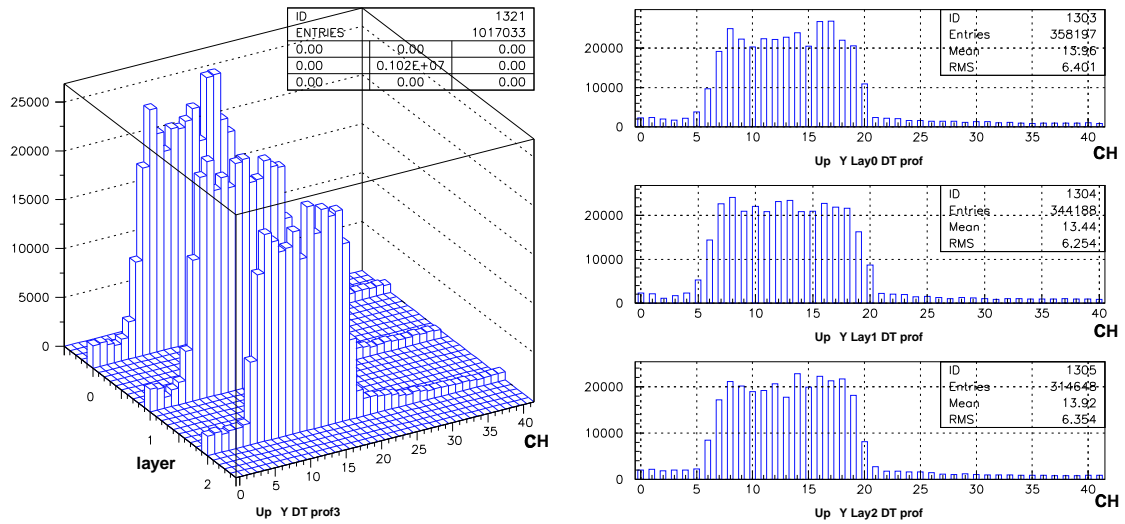 ID 1321
ENTRIES 1017033
0.00 0.00 0.00
0.00 0.102E+07 0.00
0.00 0.00 0.00
25000
20000
15000
10000
5000
0
0
1
2
layer
0 5 10 15 20 25 30 35 40
CH
Up Y DT prof3
ID 1303
Entries 358197
Mean 13.96
RMS 6.401
20000
10000
0
0 5 10 15 20 25 30 35 40
CH
Up Y Lay0 DT prof
ID 1304
Entries 344188
Mean 13.44
RMS 6.254
20000
10000
0
0 5 10 15 20 25 30 35 40
CH
Up Y Lay1 DT prof
ID 1305
Entries 314648
Mean 13.92
RMS 6.354
20000
10000
0
0 5 10 15 20 25 30 35 40
CH
Up Y Lay2 DT prof